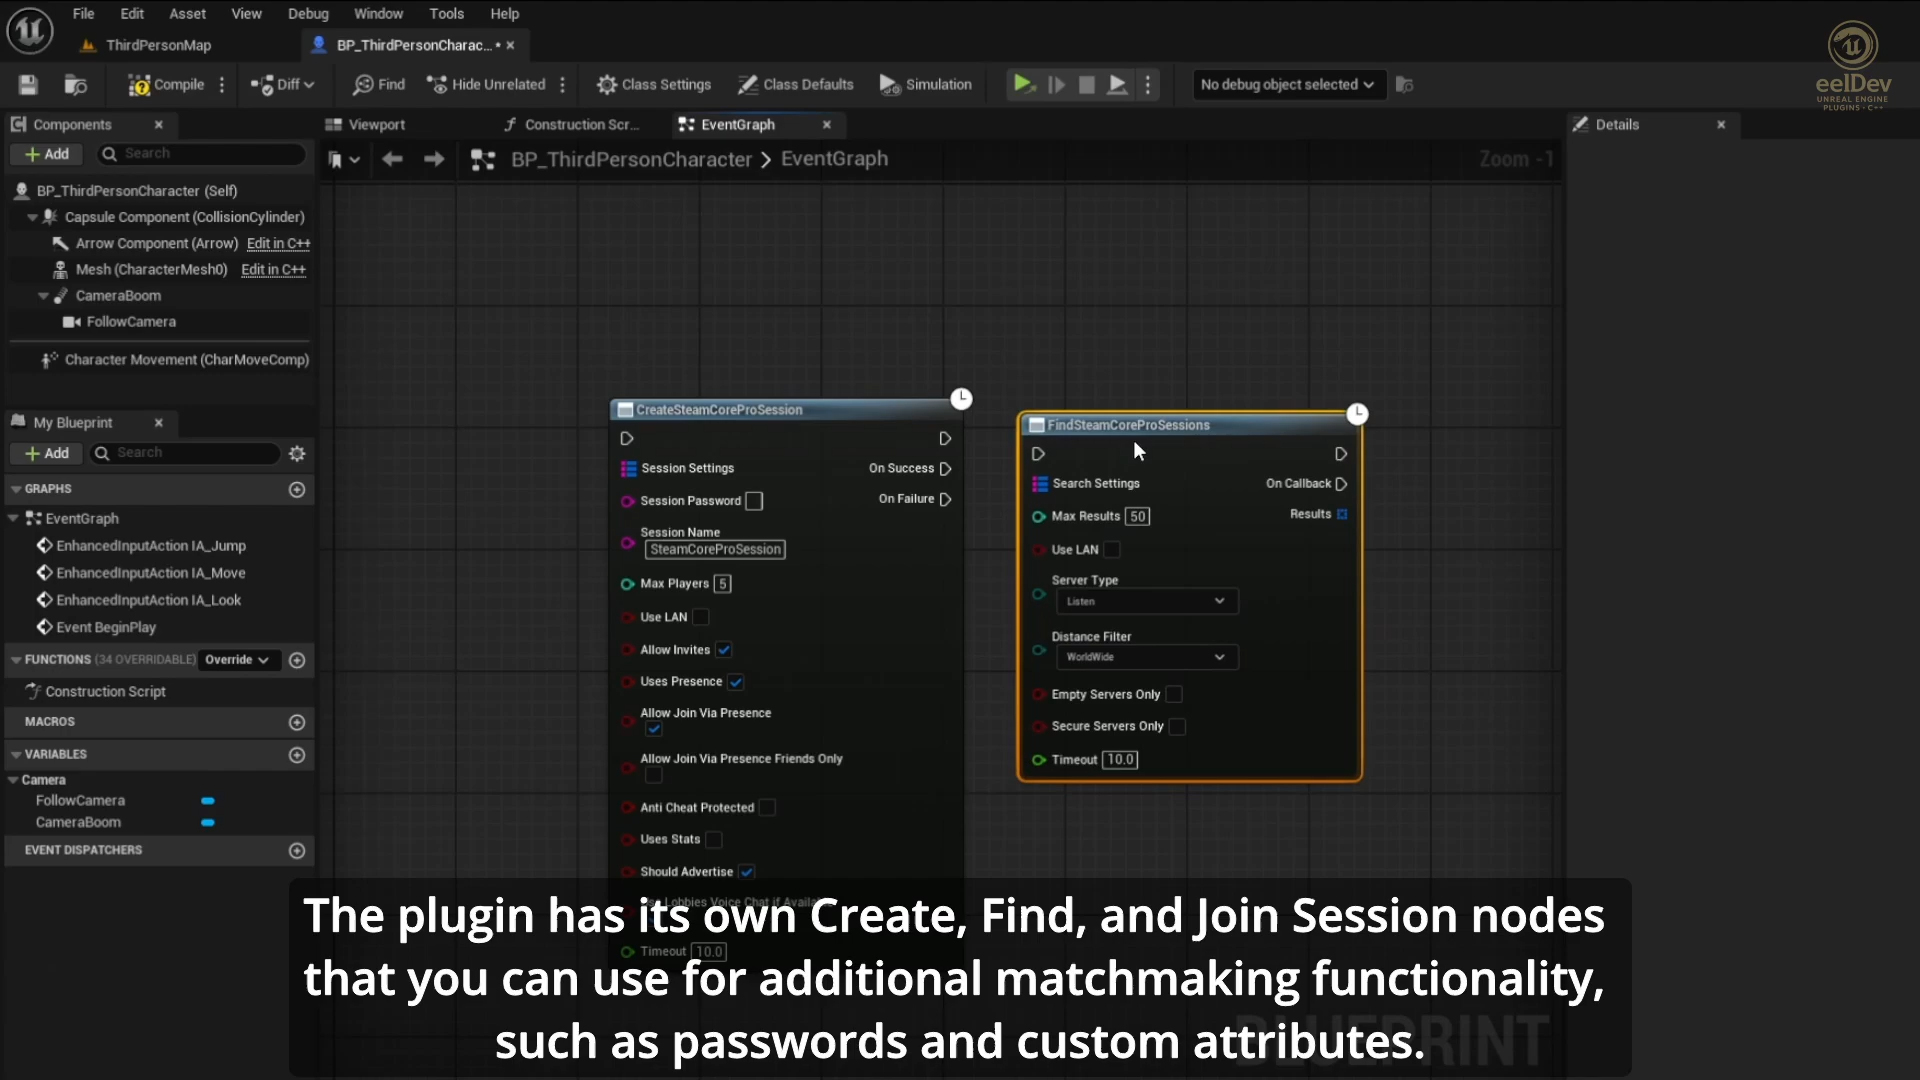 File Edit Asset View Debug Window Tools Help
ThirdPersonMap
BP_ThirdPersonCharac... •
eelDev
UNREAL ENGINE
PLUGINS - C++
Compile
Diff
Find
Hide Unrelated
Class Settings
Class Defaults
Simulation
No debug object selected
Components
Viewport
Construction Scr...
EventGraph
Details
Add
Search
BP_ThirdPersonCharacter > EventGraph
Zoom -1
BP_ThirdPersonCharacter (Self)
Capsule Component (CollisionCylinder)
Arrow Component (Arrow) Edit in C++
Mesh (CharacterMesh0) Edit in C++
CameraBoom
FollowCamera
Character Movement (CharMoveComp)
My Blueprint
Add
Search
GRAPHS
EventGraph
EnhancedInputAction IA_Jump
EnhancedInputAction IA_Move
EnhancedInputAction IA_Look
Event BeginPlay
FUNCTIONS (34 OVERRIDABLE) Override
Construction Script
MACROS
VARIABLES
Camera
FollowCamera
CameraBoom
EVENT DISPATCHERS
CreateSteamCoreProSession
Session Settings On Success
Session Password On Failure
Session Name
SteamCoreProSession
Max Players 5
Use LAN
Allow Invites
Uses Presence
Allow Join Via Presence
Allow Join Via Presence Friends Only
Anti Cheat Protected
Uses Stats
Should Advertise
Lobbies Voice Chat if
Timeout 10.0
FindSteamCoreProSessions
Search Settings On Callback
Max Results 50 Results
Use LAN
Server Type
Listen
Distance Filter
WorldWide
Empty Servers Only
Secure Servers Only
Timeout 10.0
The plugin has its own Create, Find, and Join Session nodes
that you can use for additional matchmaking functionality,
such as passwords and custom attributes.
BLUEPRINT